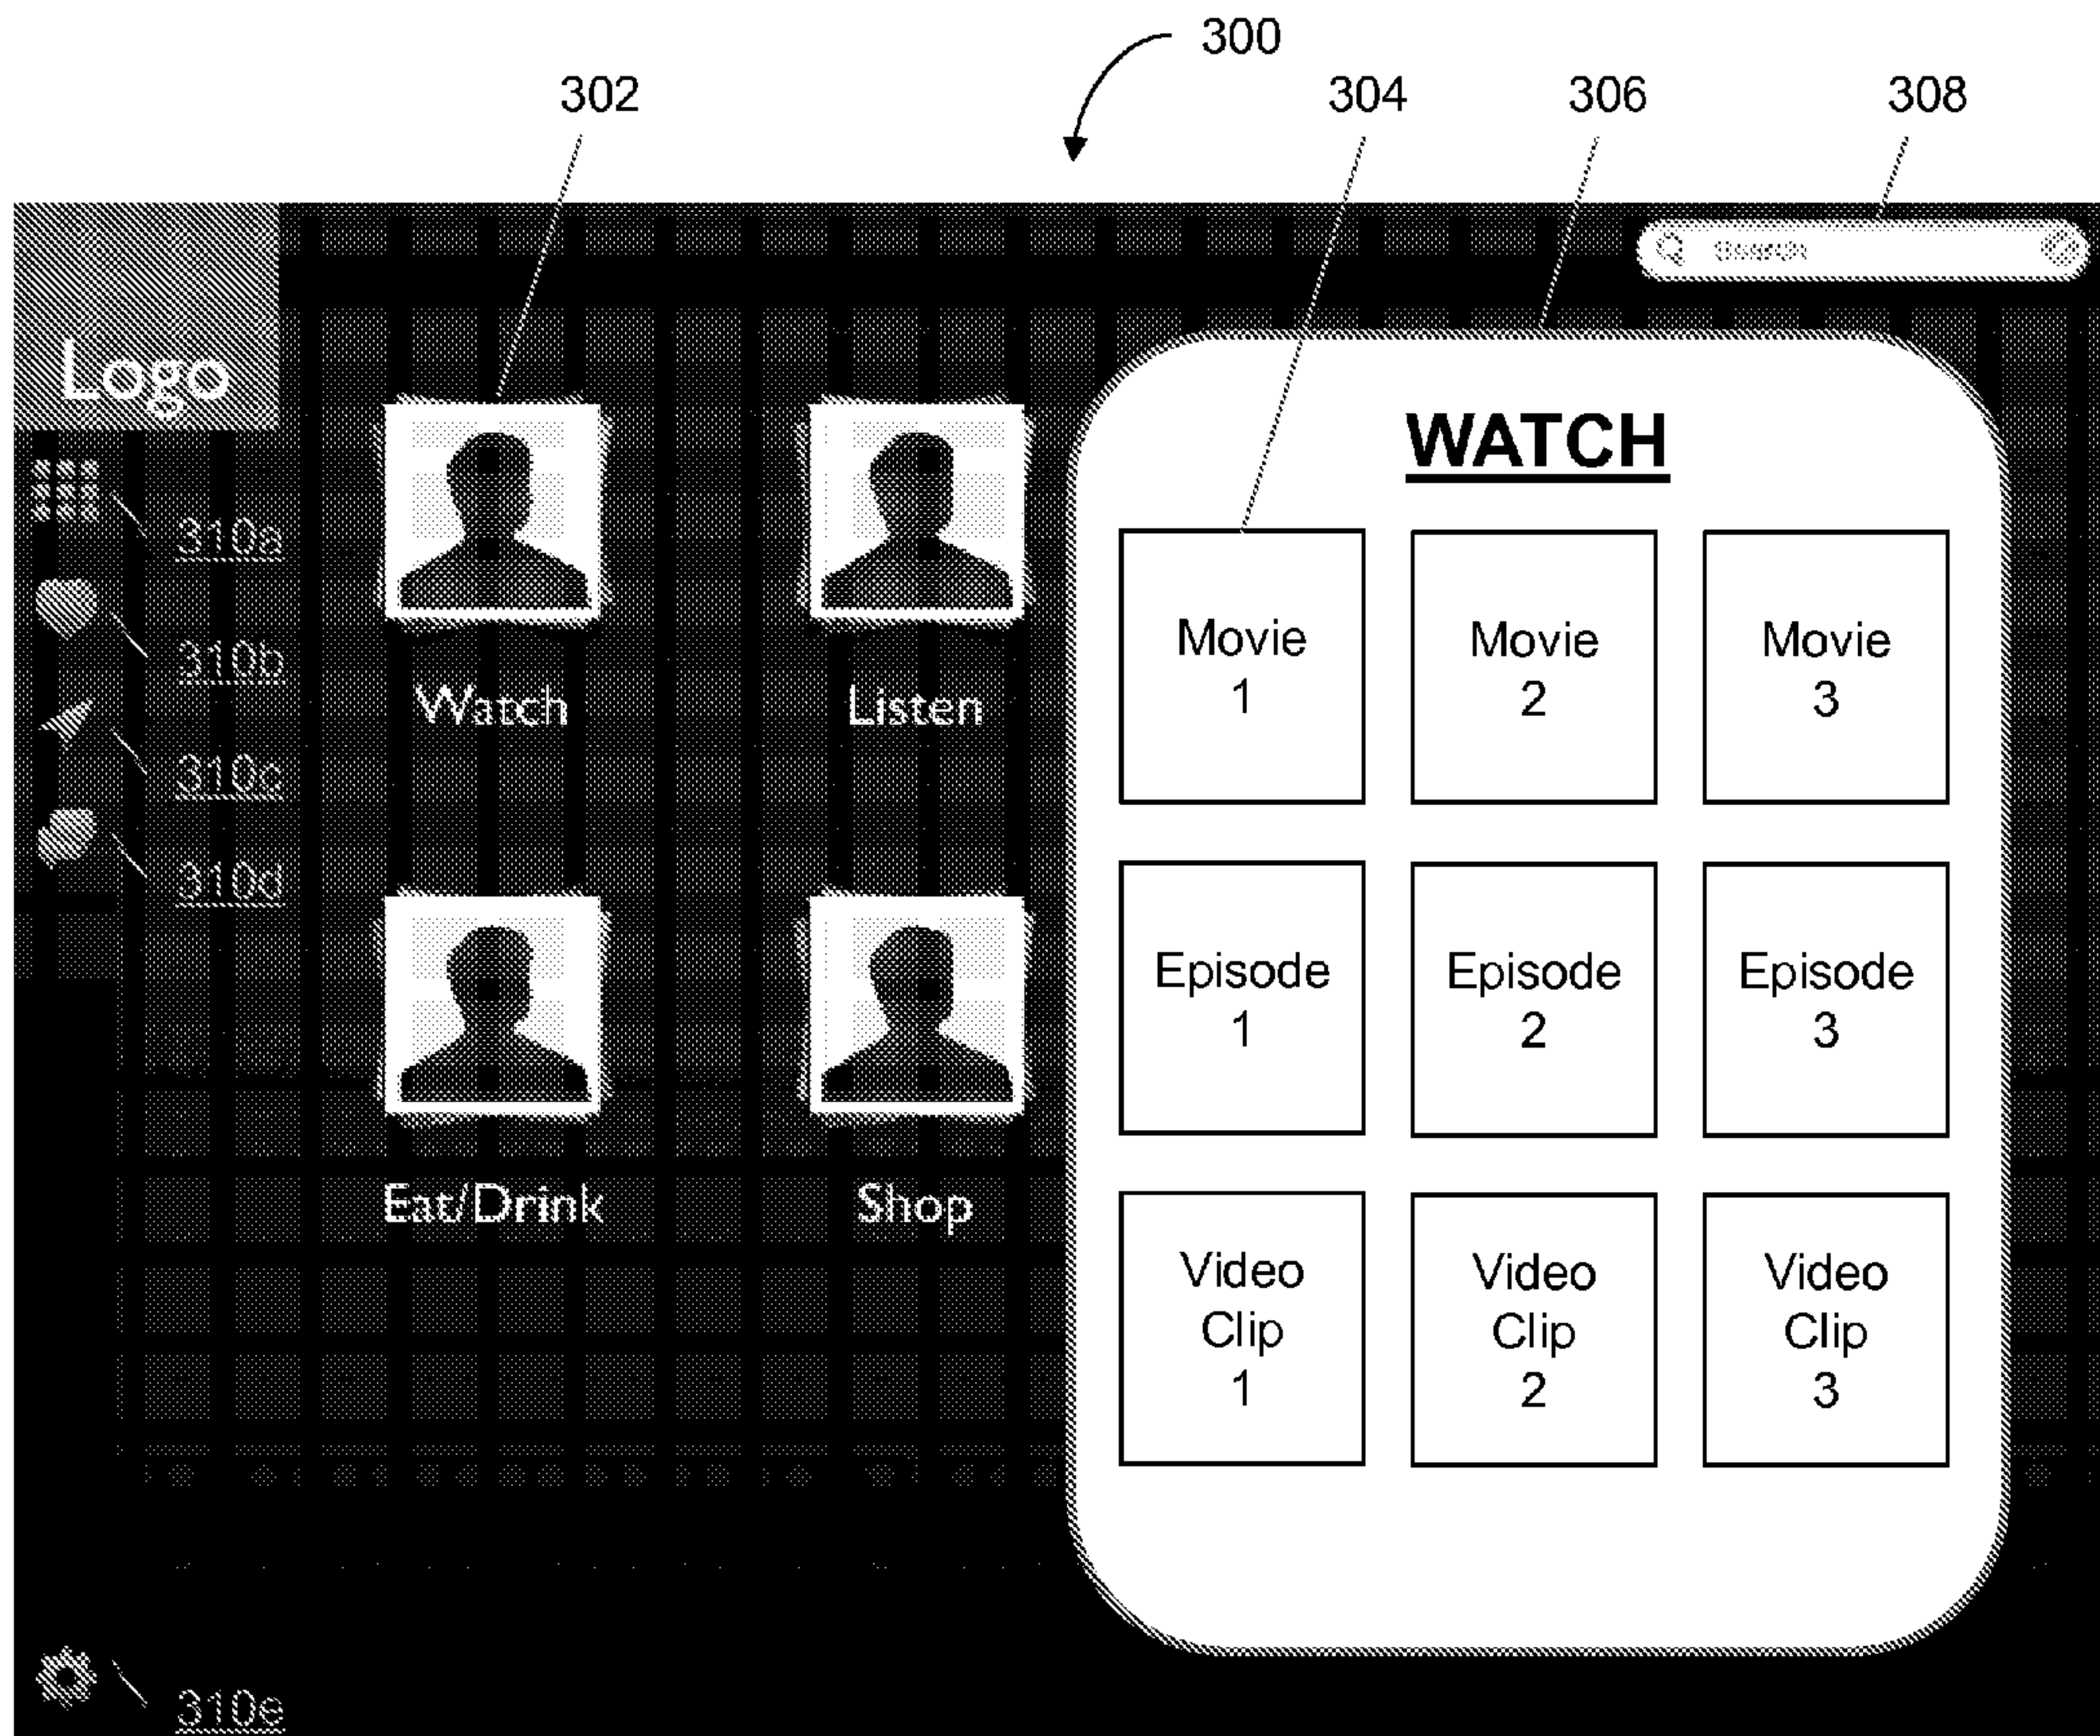 300
302
304
306
308
Search
Logo
310a
310b
310c
310d
310e
Watch
Listen
Eat/Drink
Shop
WATCH
Movie
1
Movie
2
Movie
3
Episode
1
Episode
2
Episode
3
Video
Clip
1
Video
Clip
2
Video
Clip
3